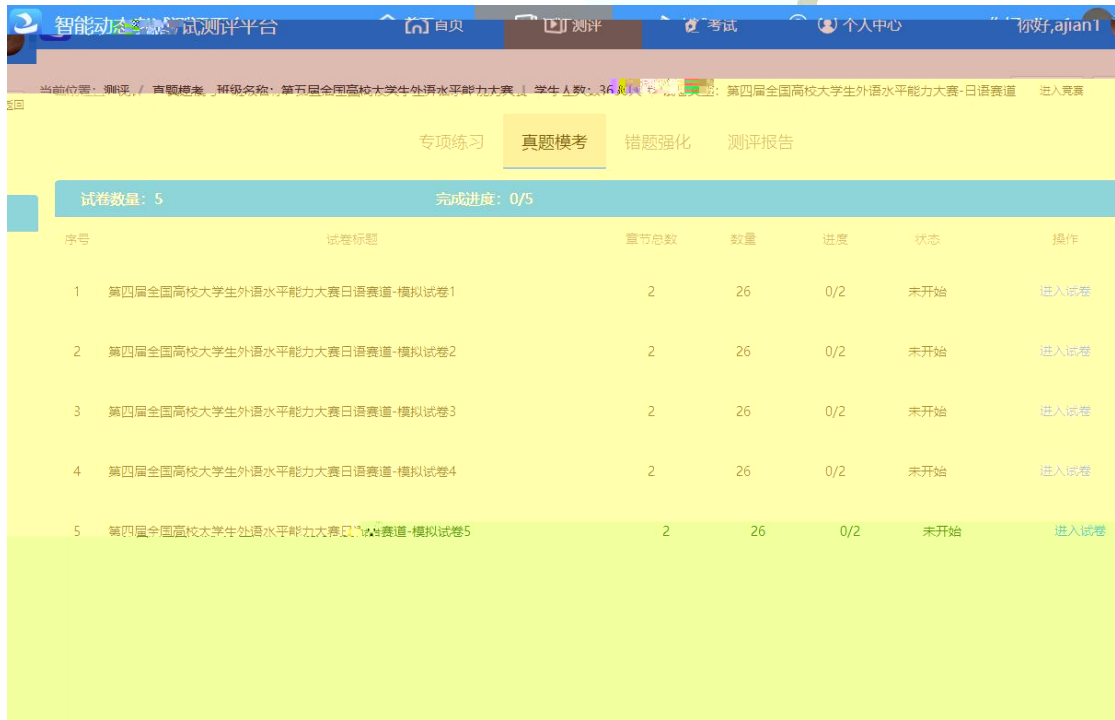 智能动态 试测评平台 首页 测评 考试 个人中心 你好,ajian1
当前位置: 测评 / 真题模考 班级名称: 第五届全国高校大学生外语水平能力大赛 | 学生人数: 36 : 第四届全国高校大学生外语水平能力大赛-日语赛道 进入竞赛
返回
专项练习 真题模考 错题强化 测评报告
试卷数量: 5 完成进度: 0/5
序号 试卷标题 章节总数 数量 进度 状态 操作
1 第四届全国高校大学生外语水平能力大赛日语赛道-模拟试卷1 2 26 0/2 未开始 进入试卷
2 第四届全国高校大学生外语水平能力大赛日语赛道-模拟试卷2 2 26 0/2 未开始 进入试卷
3 第四届全国高校大学生外语水平能力大赛日语赛道-模拟试卷3 2 26 0/2 未开始 进入试卷
4 第四届全国高校大学生外语水平能力大赛日语赛道-模拟试卷4 2 26 0/2 未开始 进入试卷
5 第四届全国高校大学生外语水平能力大赛日语赛道-模拟试卷5 2 26 0/2 未开始 进入试卷